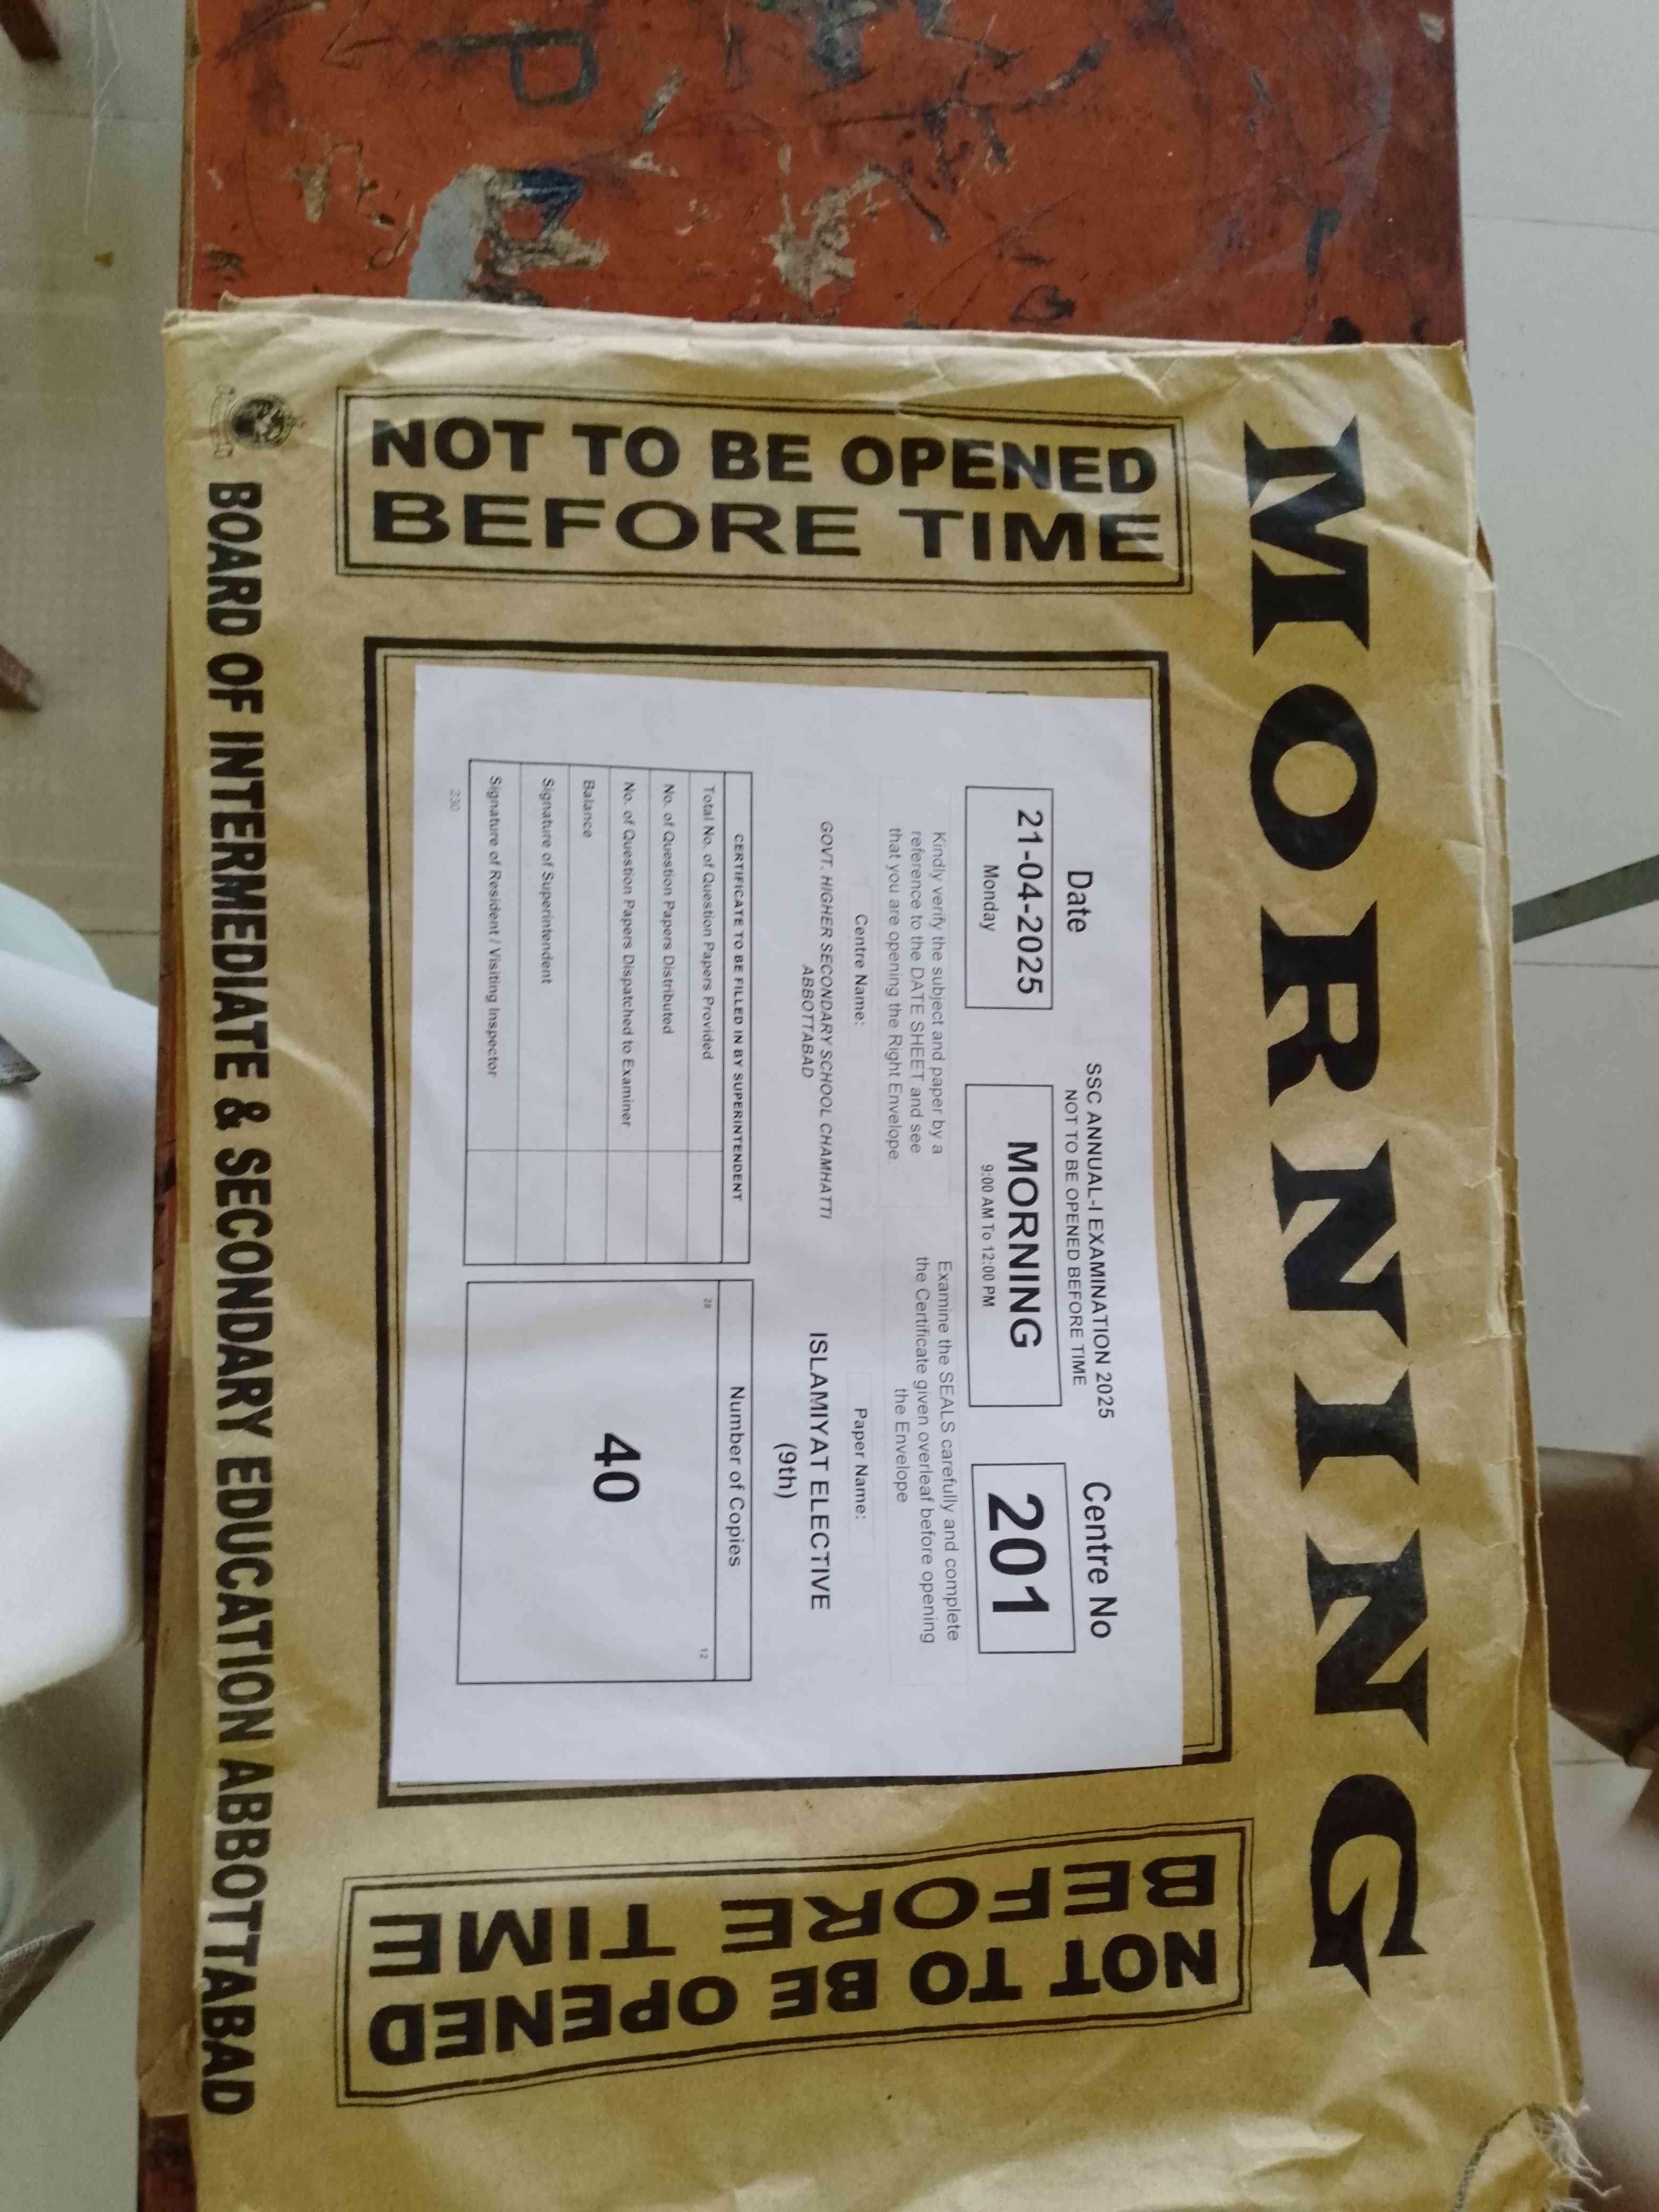 MORNING
NOT TO BE OPENED
BEFORE TIME
Date
SSC ANNUAL-I EXAMINATION 2025
NOT TO BE OPENED BEFORE TIME
Centre No
21-04-2025
Monday
MORNING
9:00 AM To 12:00 PM
201
Kindly verify the subject and paper by a
reference to the DATE SHEET and see
that you are opening the Right Envelope.
Examine the SEALS carefully and complete
the Certificate given overleaf before opening
the Envelope
Centre Name:
GOVT. HIGHER SECONDARY SCHOOL CHAMHATTI
ABBOTTABAD
Paper Name:
ISLAMIYAT ELECTIVE
(9th)
CERTIFICATE TO BE FILLED IN BY SUPERINTENDENT
Total No. of Question Papers Provided
No. of Question Papers Distributed
No. of Question Papers Dispatched to Examiner
Balance
Signature of Superintendent
Signature of Resident / Visiting Inspector
230
Number of Copies
28
12
40
NOT TO BE OPENED
BEFORE TIME
BOARD OF INTERMEDIATE & SECONDARY EDUCATION ABBOTTABAD